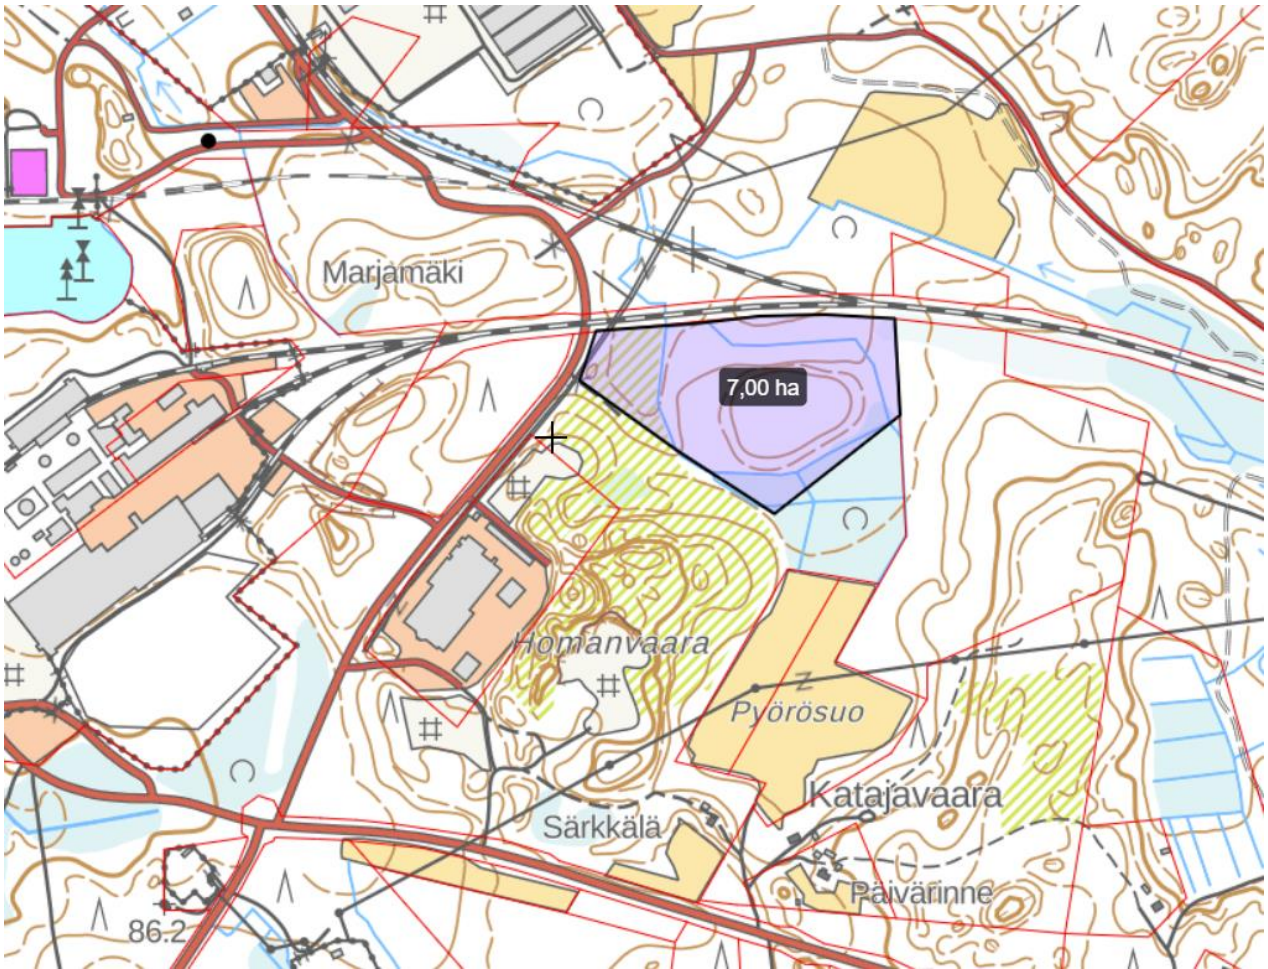 Marjamäki
7,00 ha
Homanvaara
Pyörösuo
Katajavaara
Särkkälä
Päivärinne
86.2